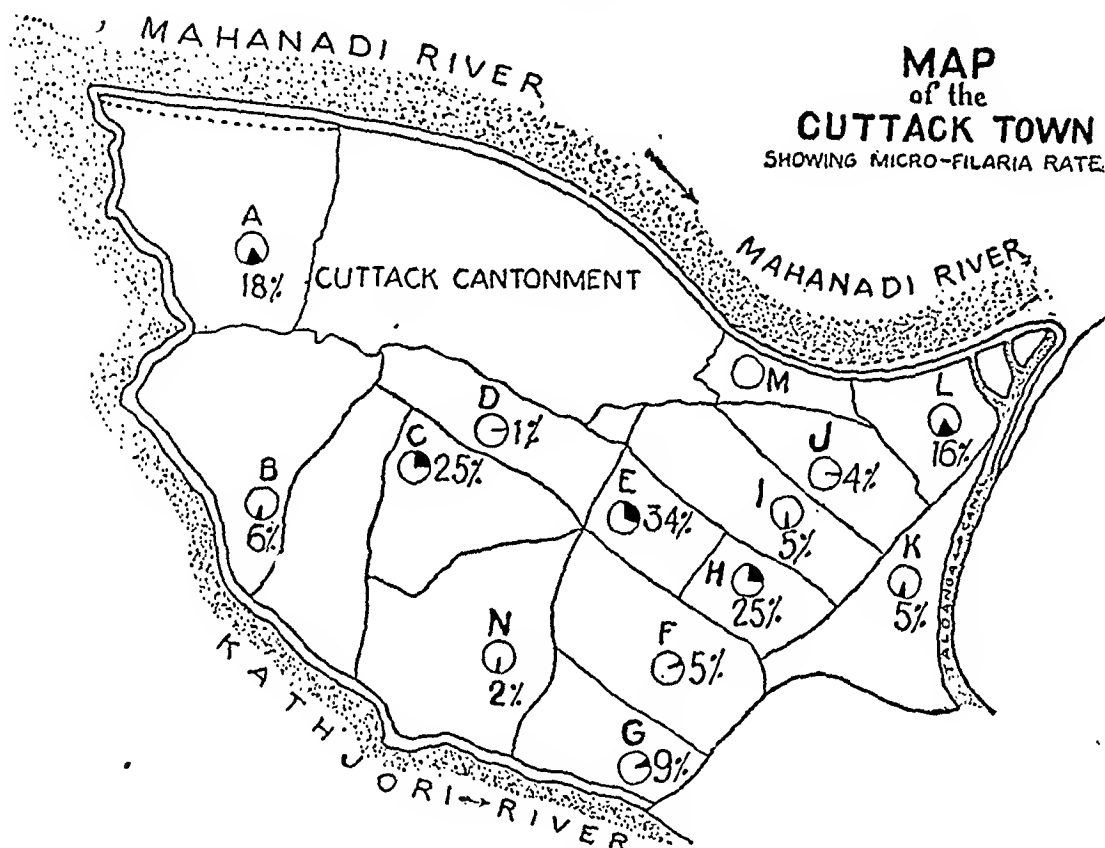 MAHANADI RIVER
MAP
of the
CUTTACK TOWN
SHOWING MICRO-FILARIA RATE.
MAHANADI RIVER
A
18%
CUTTACK CANTONMENT
M
L
16%
D
1%
C
25%
J
4%
B
6%
E
34%
I
5%
K
5%
H
25%
TALDANDA CANAL
N
2%
F
5%
G
9%
KATHJORI RIVER